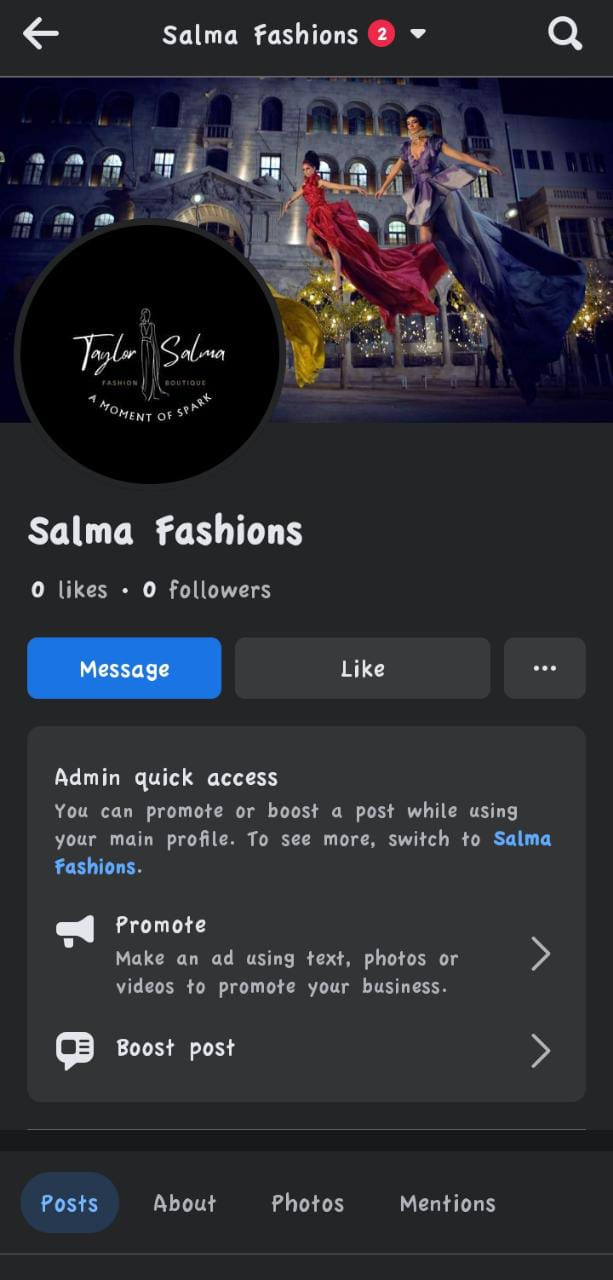 Salma Fashions 2
Taylor Salma
FASHION BOUTIQUE
A MOMENT OF SPARK
Salma Fashions
0 likes • 0 followers
Message Like ...
Admin quick access
You can promote or boost a post while using
your main profile. To see more, switch to Salma
Fashions.
Promote
Make an ad using text, photos or
videos to promote your business.
Boost post
Posts About Photos Mentions